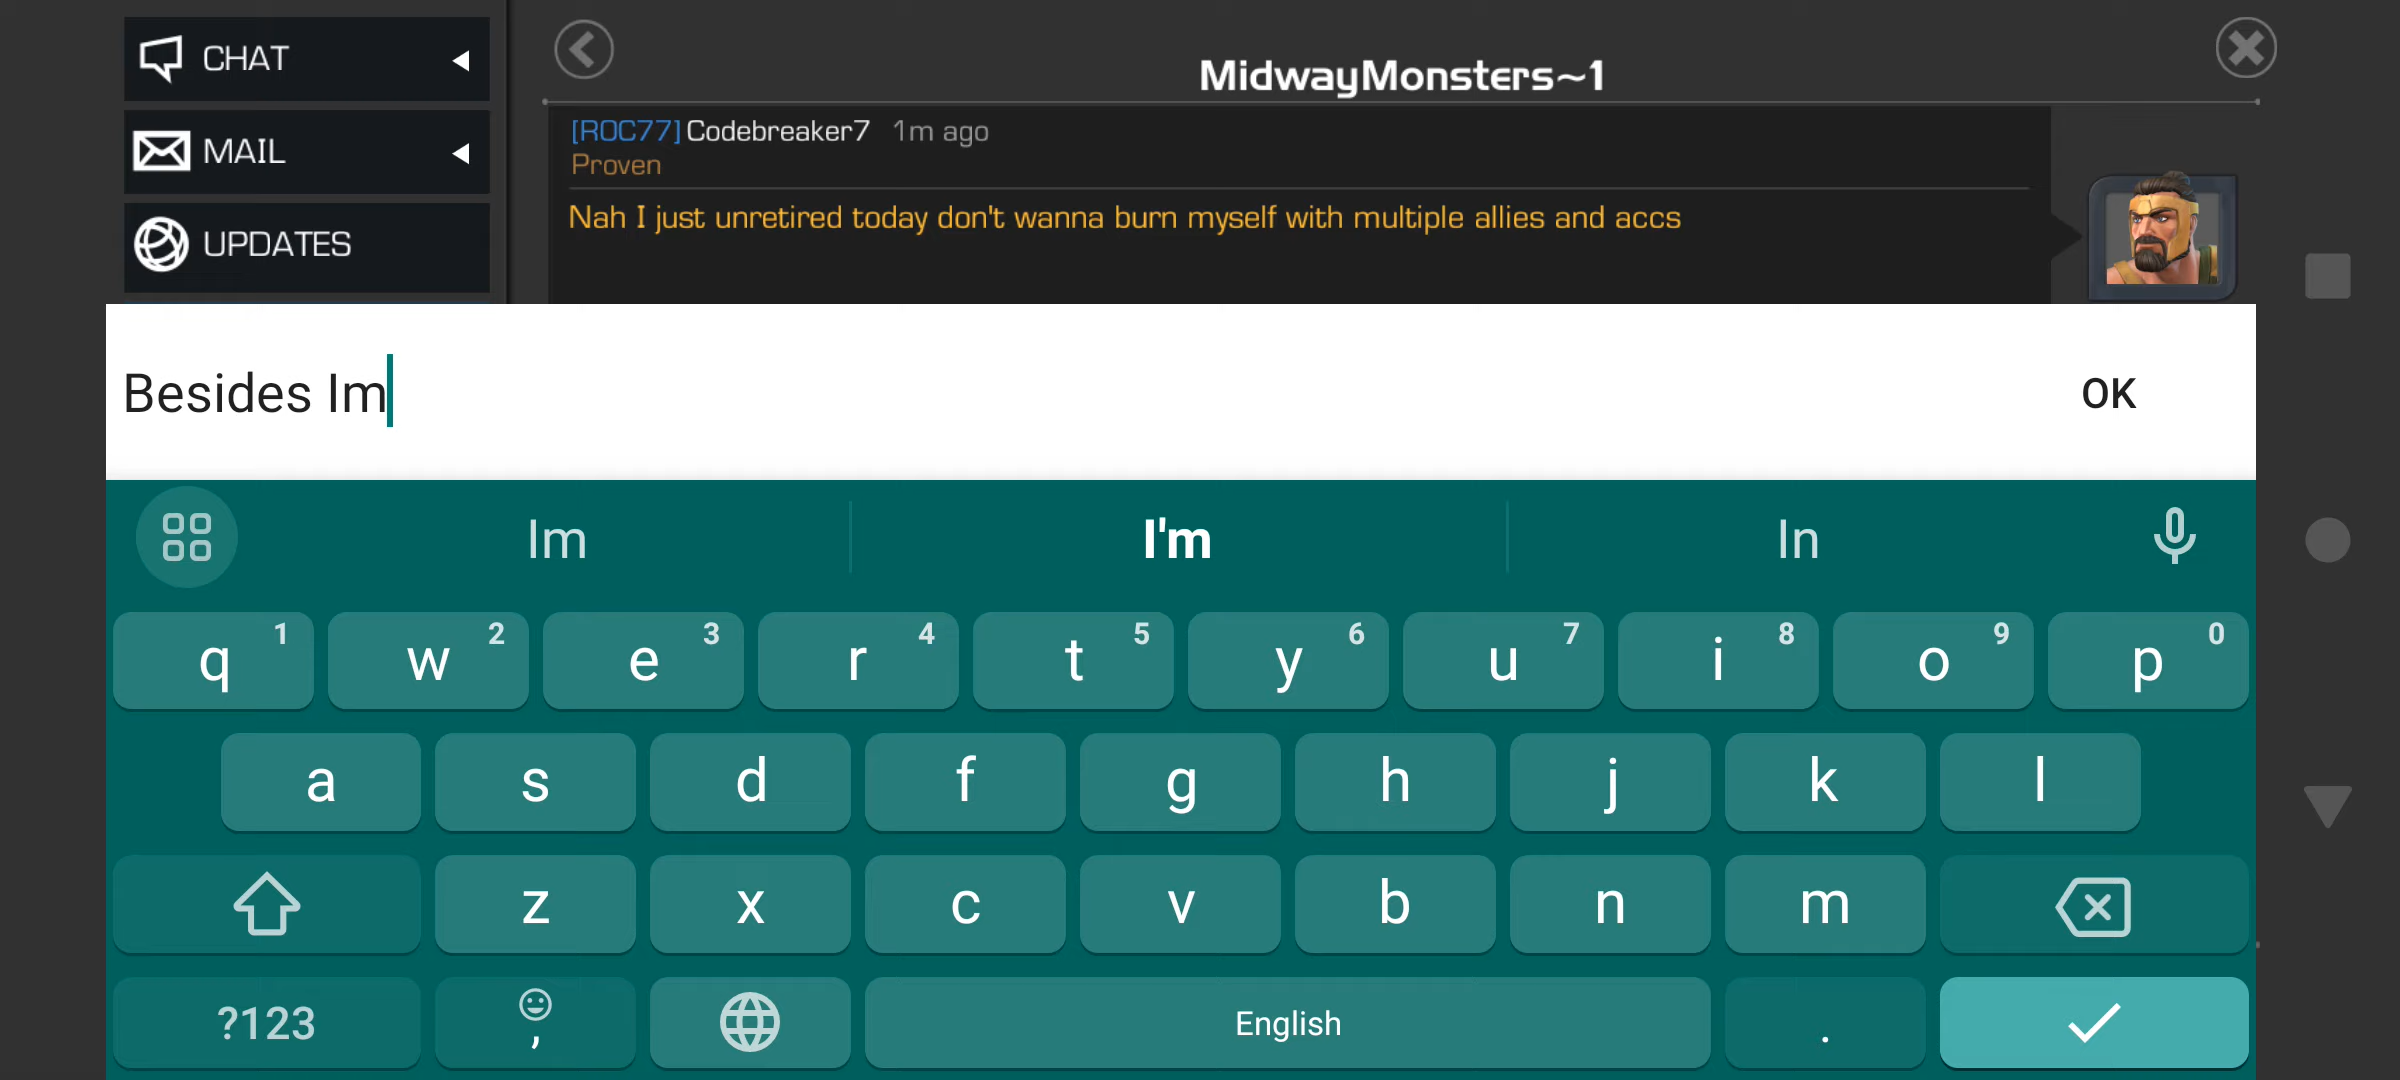 CHAT
MAIL
UPDATES
MidwayMonsters~1
[ROC77] Codebreaker7 1m ago
Proven
Nah I just unretired today don't wanna burn myself with multiple allies and accs
Besides Im
OK
Im I'm In
q 1 w 2 e 3 r 4 t 5 y 6 u 7 i 8 o 9 p 0
a s d f g h j k l
z x c v b n m
?123 , English .